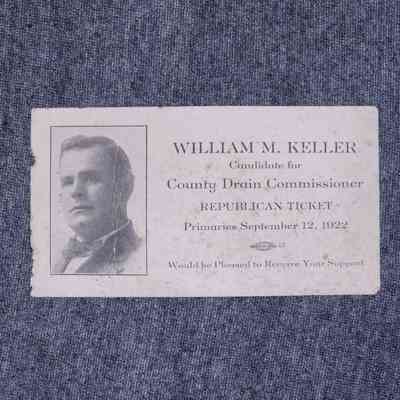 WILLIAM M. KELLER
Candidate for
County Drain Commissioner
REPUBLICAN TICKET
Primaries September 12, 1922
Would be Pleased to Receive Your Support